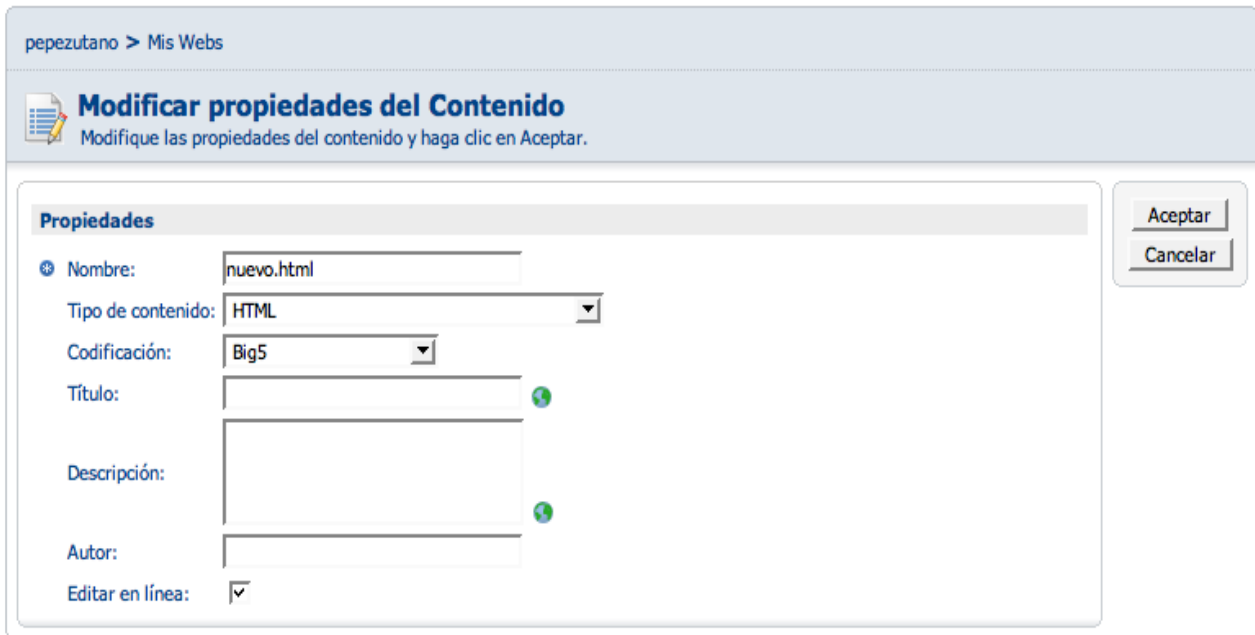 pepezutano > Mis Webs
Modificar propiedades del Contenido
Modifique las propiedades del contenido y haga clic en Aceptar.
Propiedades
Nombre: nuevo.html
Tipo de contenido: HTML
Codificación: Big5
Título:
Descripción:
Autor:
Editar en línea:
Aceptar
Cancelar